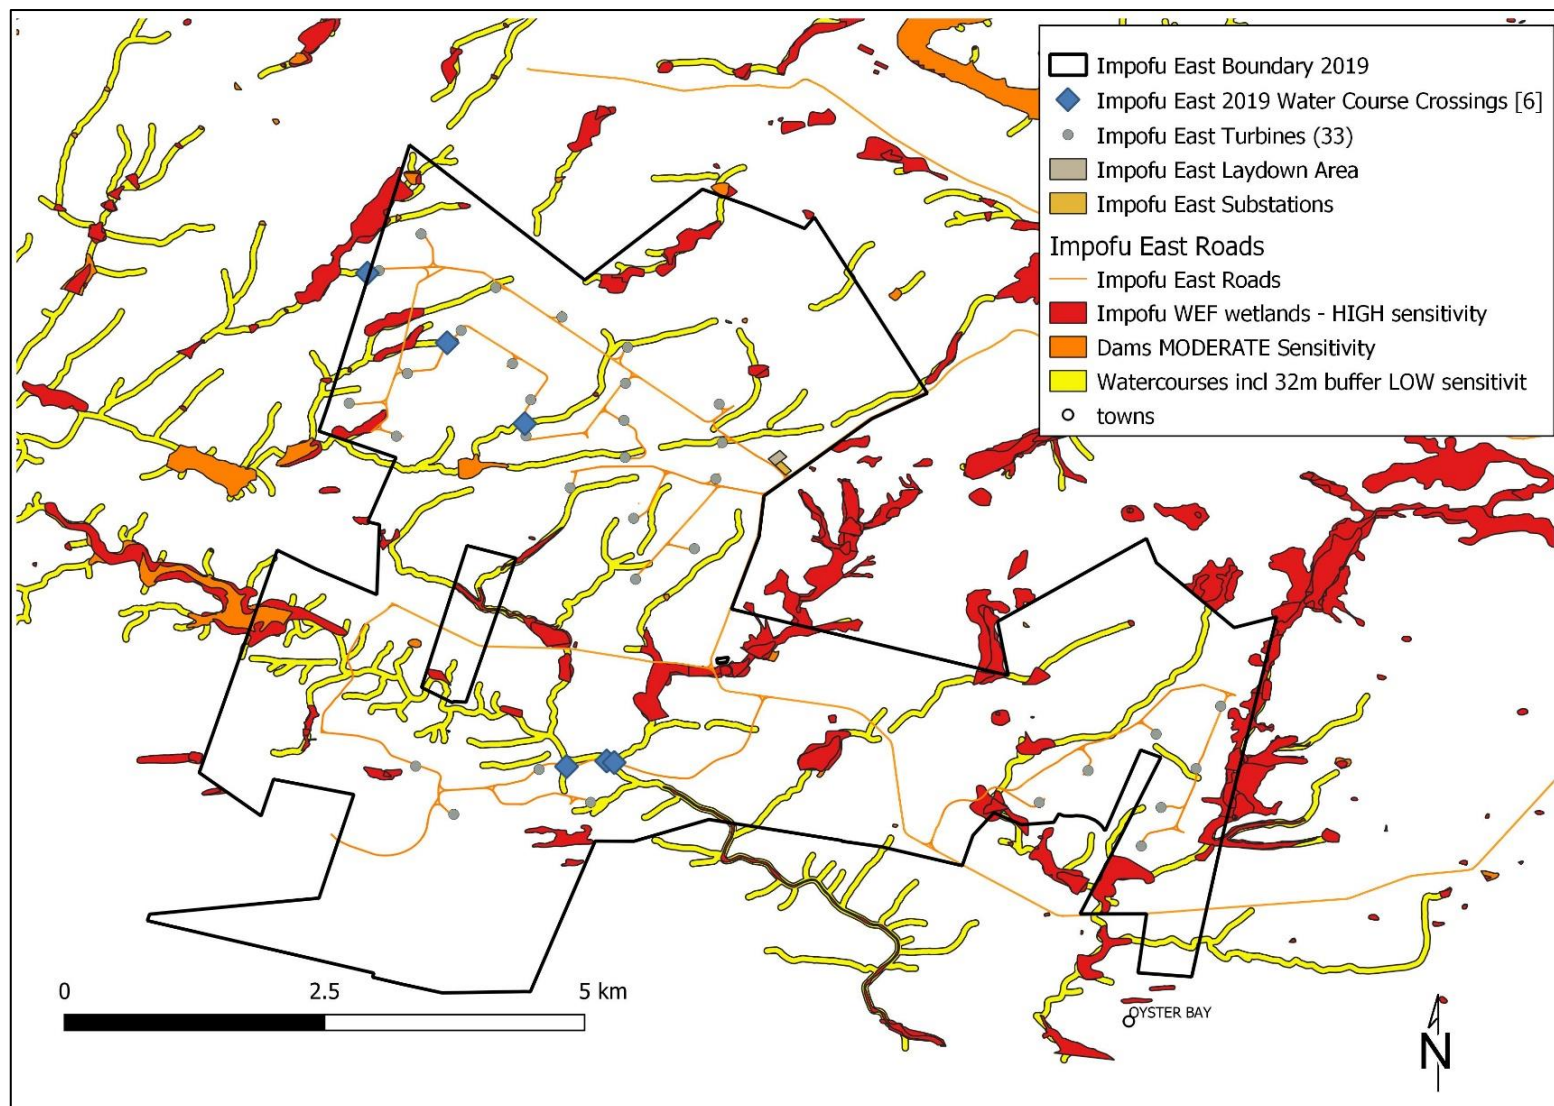 Impofu East Boundary 2019
Impofu East 2019 Water Course Crossings [6]
Impofu East Turbines (33)
Impofu East Laydown Area
Impofu East Substations
Impofu East Roads
Impofu East Roads
Impofu WEF wetlands - HIGH sensitivity
Dams MODERATE Sensitivity
Watercourses incl 32m buffer LOW sensitivit
towns
0 2.5 5 km
OYSTER BAY
N